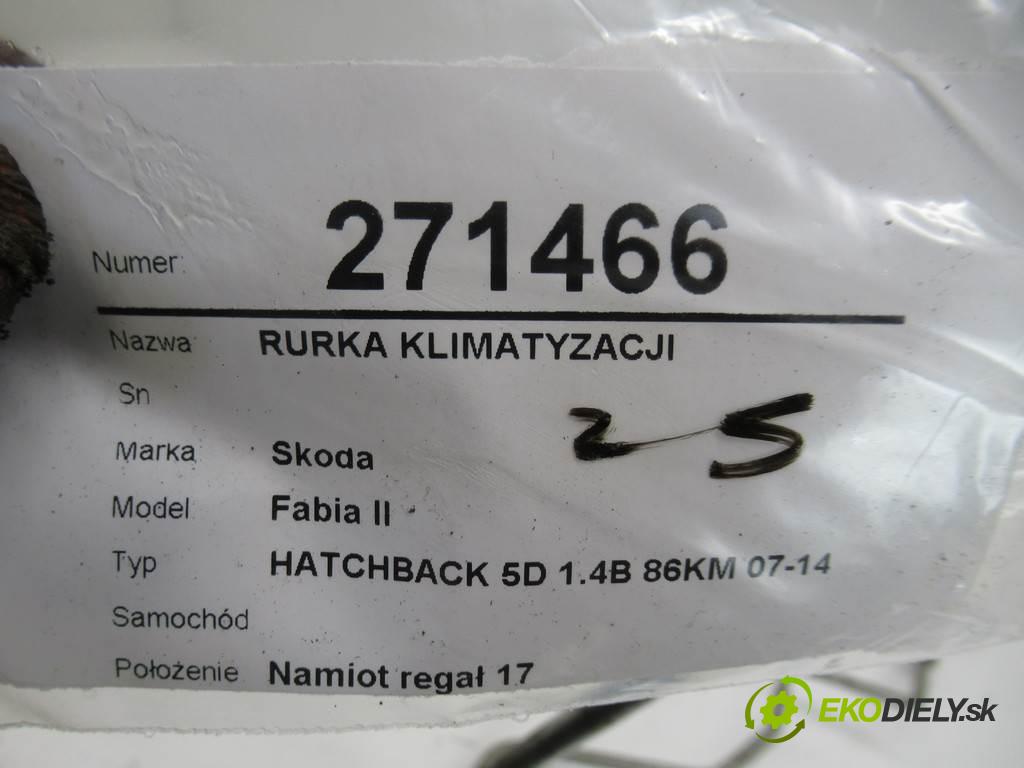 Numer: 271466
Nazwa RURKA KLIMATYZACJI
Sn
25
Marka Skoda
Model Fabia II
Typ HATCHBACK 5D 1.4B 86KM 07-14
Samochód
Położenie Namiot regał 17
EKODIELY.sk